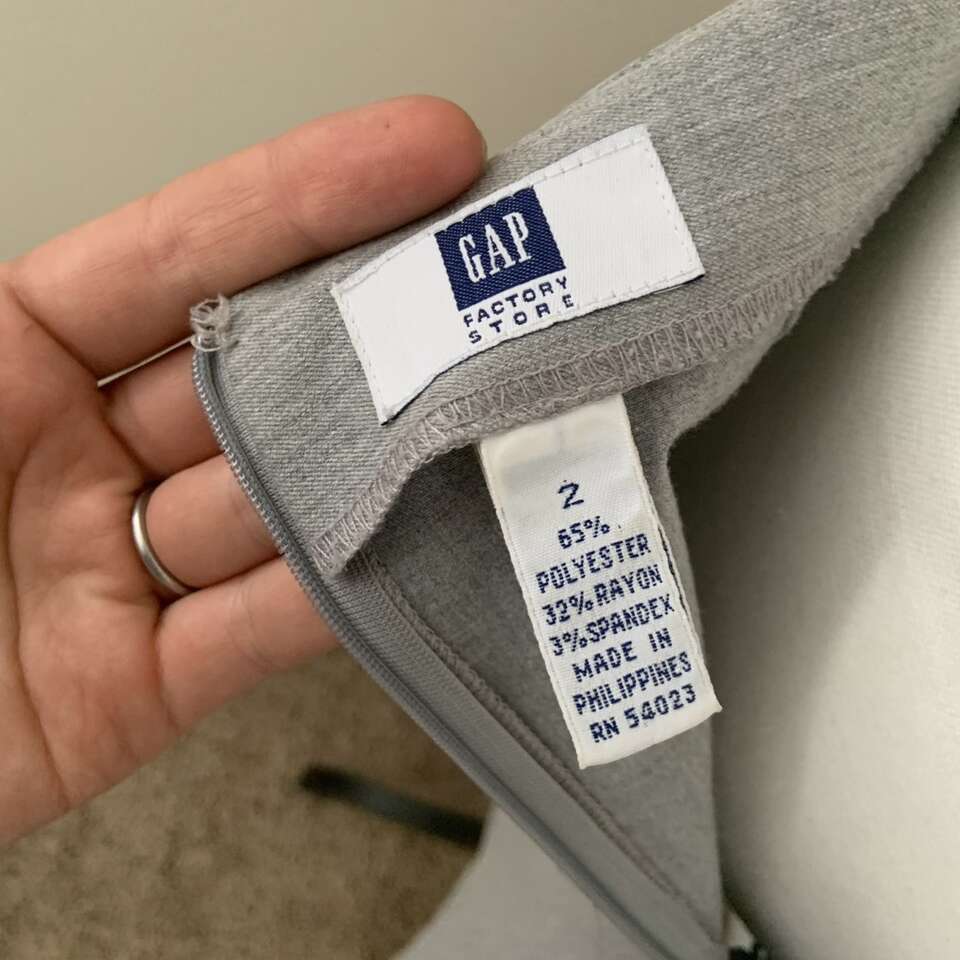 GAP
FACTORY
STORE
2
65%
POLYESTER
32% RAYON
3% SPANDEX
MADE IN
PHILIPPINES
RN 54023